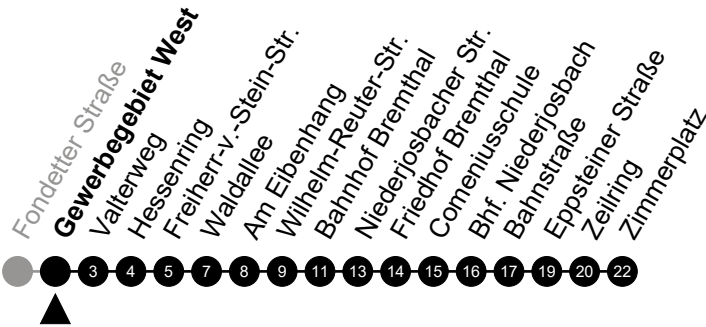 Fondetter Straße
Gewerbegebiet West
Valterweg
Hessenring
Freiherr-v.-Stein-Str.
Waldallee
Am Eibenhang
Wilhelm-Reuter-Str.
Bahnhof Bremthal
Niederjosbacher Str.
Friedhof Bremthal
Comeniusschule
Bhf. Niederjosbach
Bahnstraße
Eppsteiner Straße
Zeilring
Zimmerplatz
3 4 5 7 8 9 11 13 14 15 16 17 19 20 22